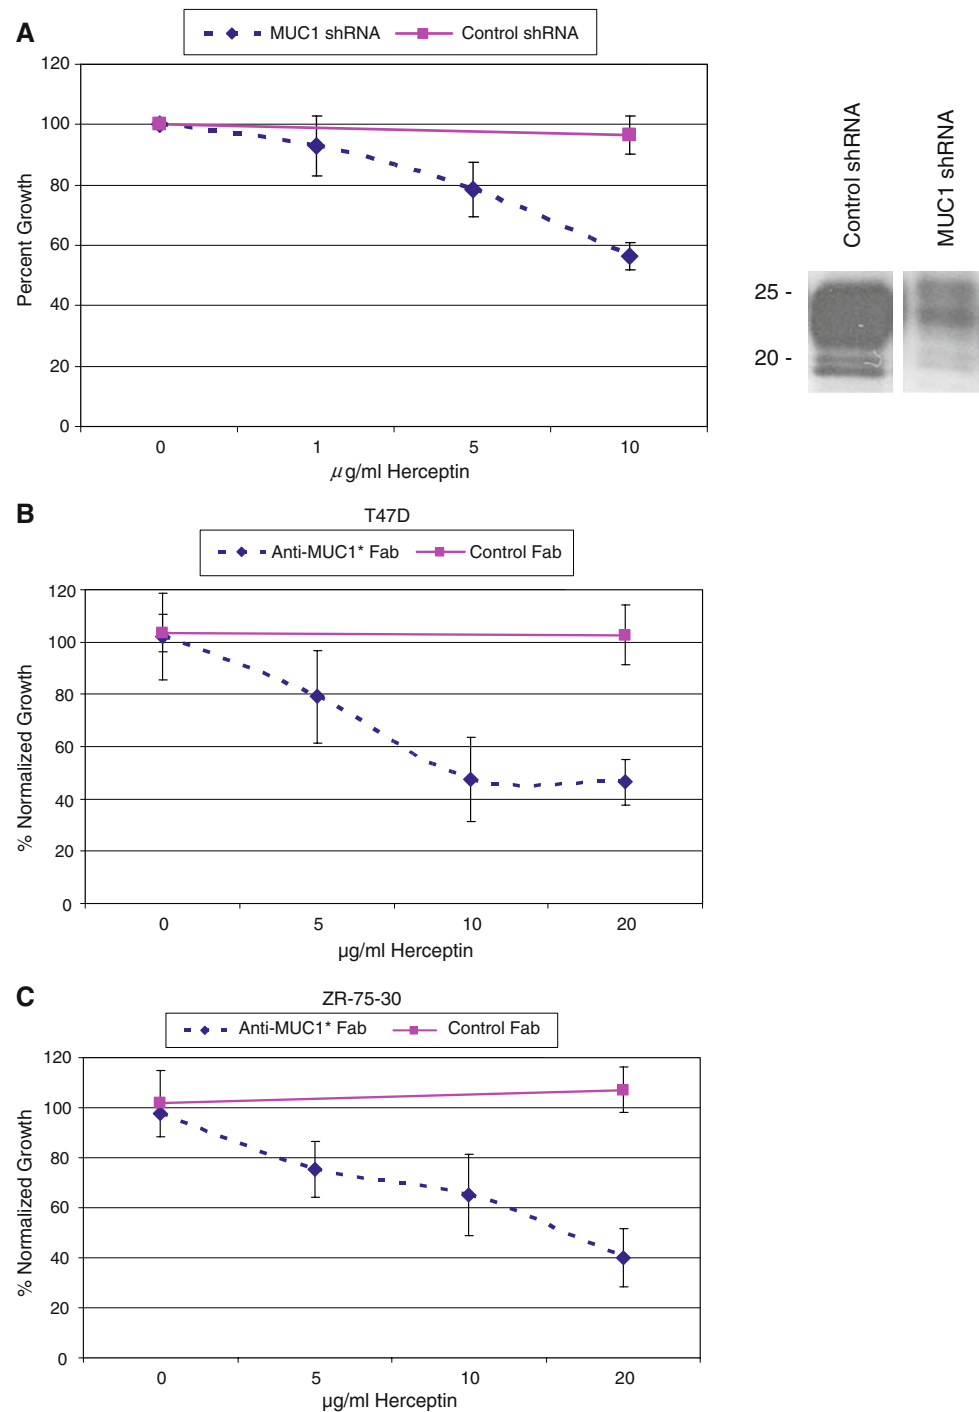 A
MUC1 shRNA Control shRNA
120
100
80
60
40
20
0
Percent Growth
0 1 5 10
μg/ml Herceptin
Control shRNA
MUC1 shRNA
25 -
20 -
B
T47D
Anti-MUC1* Fab Control Fab
120
100
80
60
40
20
0
% Normalized Growth
0 5 10 20
µg/ml Herceptin
C
ZR-75-30
Anti-MUC1* Fab Control Fab
120
100
80
60
40
20
0
% Normalized Growth
0 5 10 20
µg/ml Herceptin